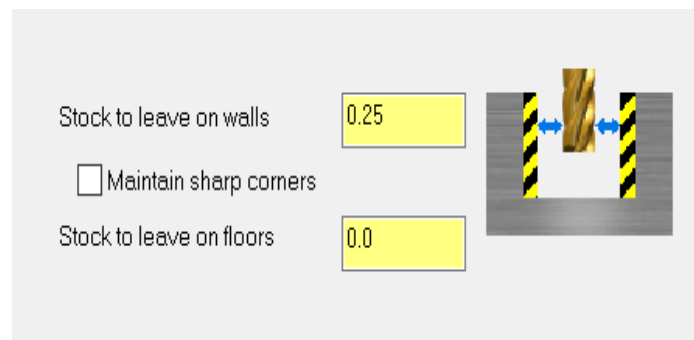 Stock to leave on walls 0.25
Maintain sharp corners
Stock to leave on floors 0.0